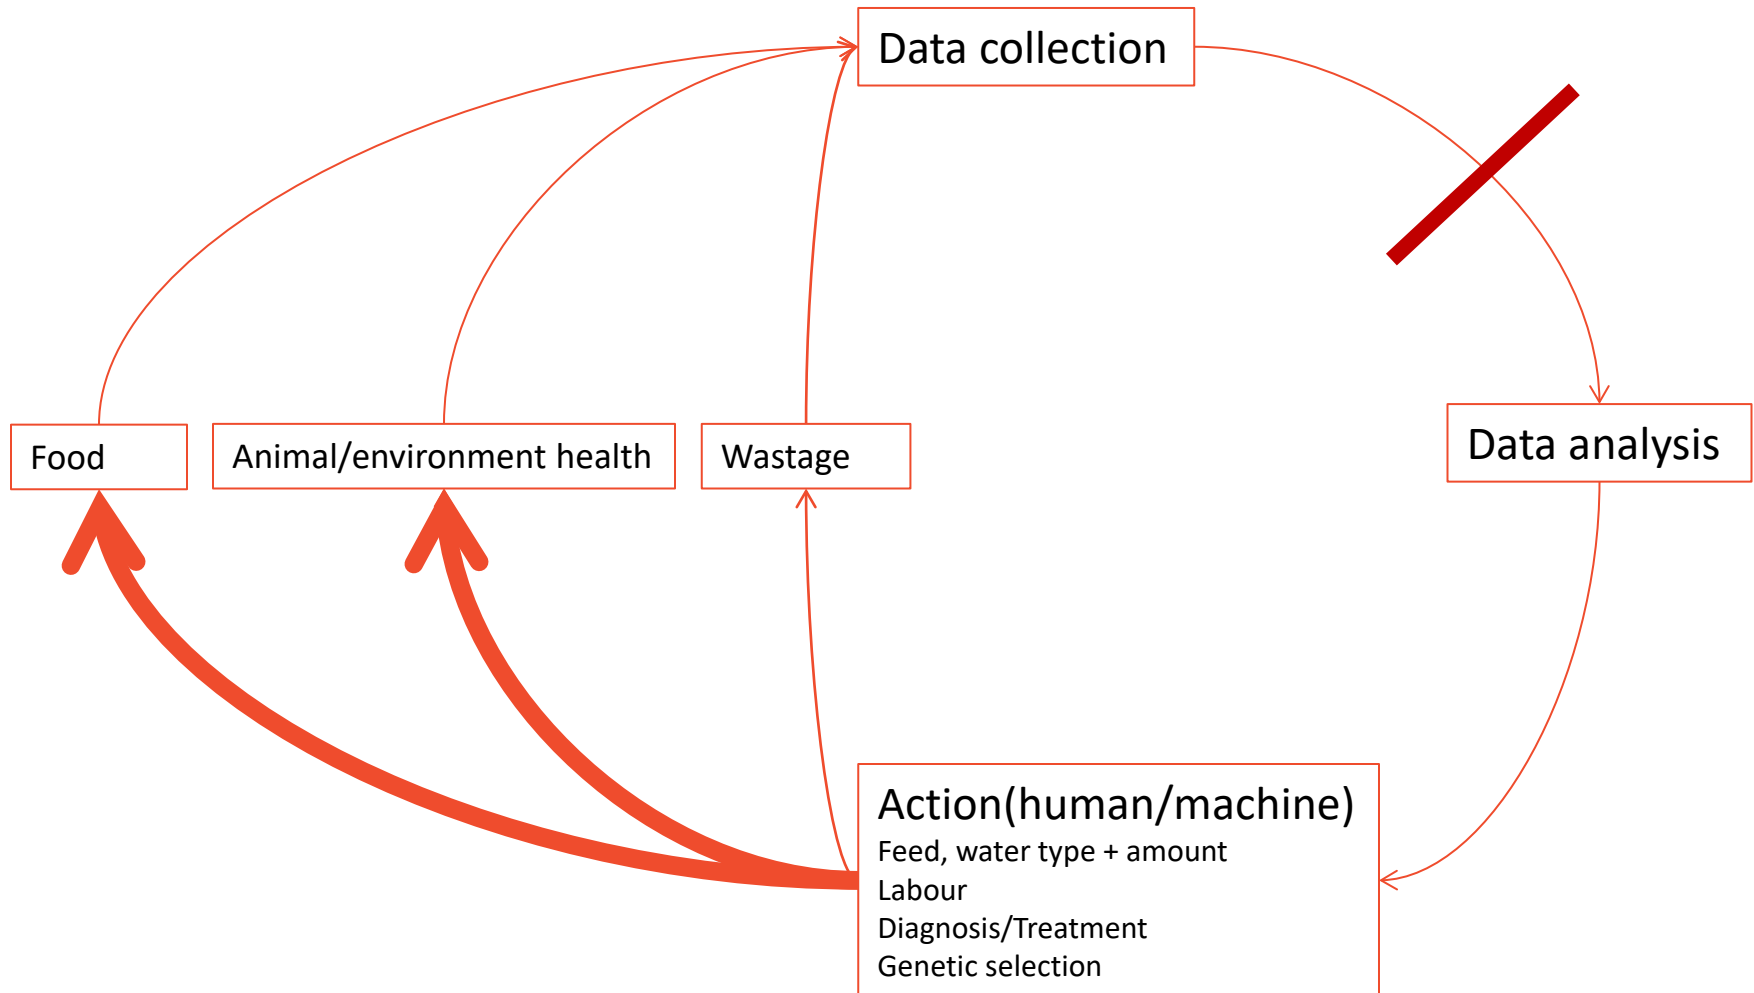 Data collection
Food
Animal/environment health
Wastage
Data analysis
Action(human/machine)
Feed, water type + amount
Labour
Diagnosis/Treatment
Genetic selection